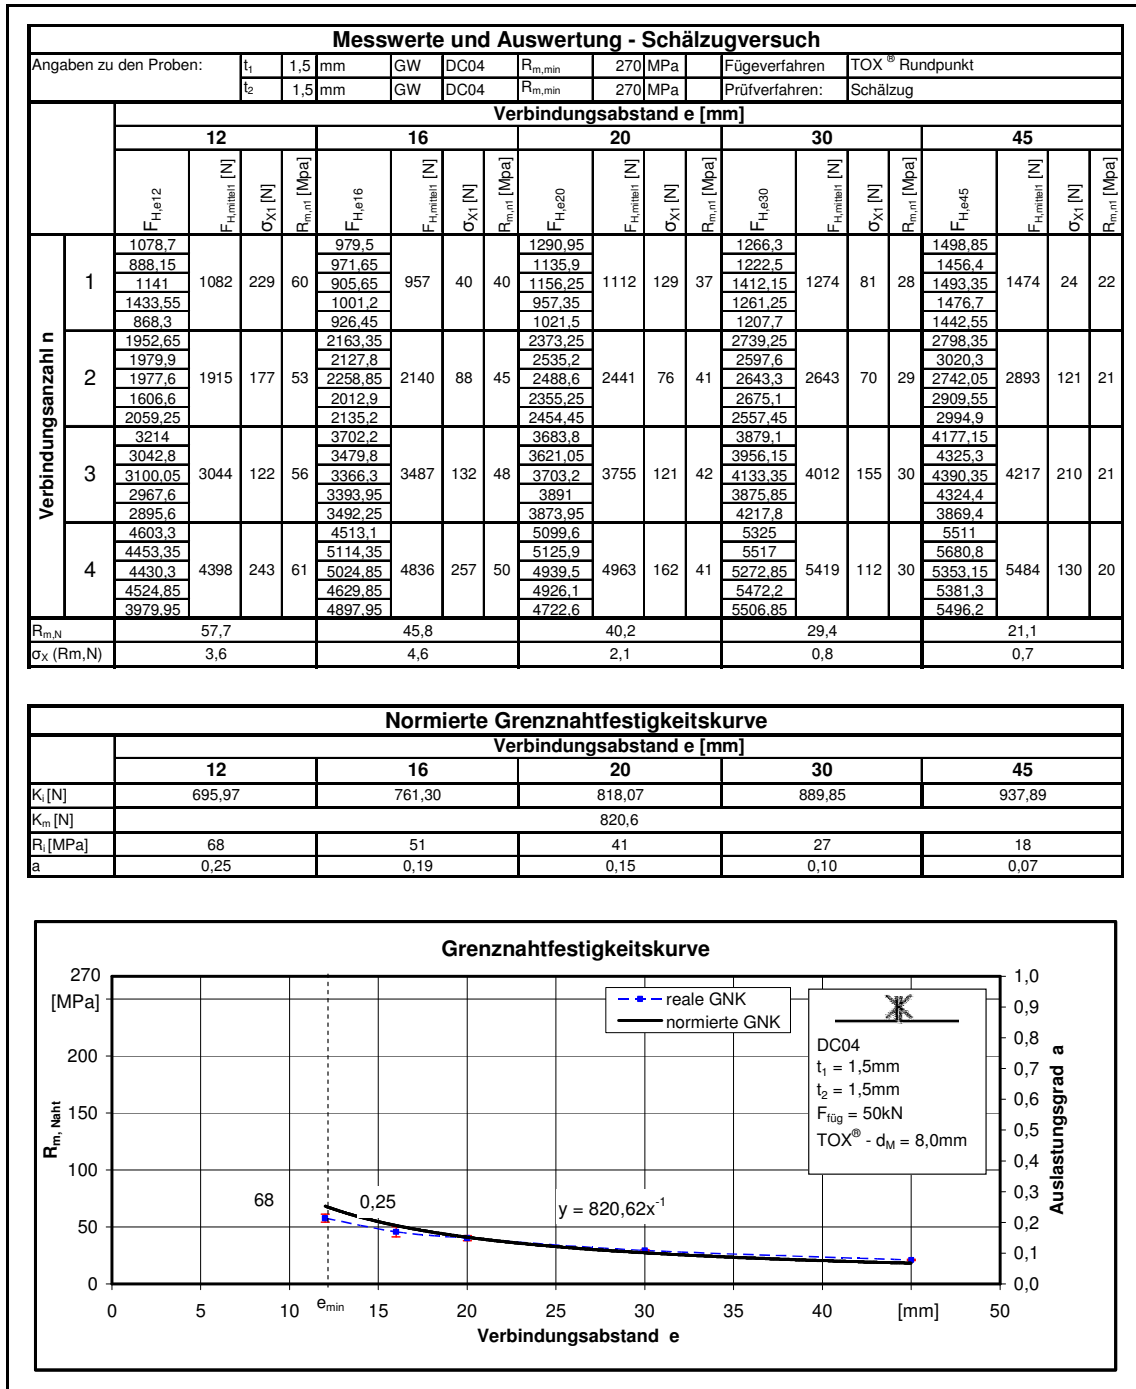 Messwerte und Auswertung - Schälzugversuch
Angaben zu den Proben: t1 1,5 mm GW DC04 Rm,min 270 MPa Fügeverfahren TOX ® Rundpunkt
t2 1,5 mm GW DC04 Rm,min 270 MPa Prüfverfahren: Schälzug
Verbindungsabstand e [mm]
12 16 20 30 45
FH,e12 FH,mittel1 [N] σX1 [N] Rm,n1 [Mpa] FH,e16 FH,mittel1 [N] σX1 [N] Rm,n1 [Mpa] FH,e20 FH,mittel1 [N] σX1 [N] Rm,n1 [Mpa] FH,e30 FH,mittel1 [N] σX1 [N] Rm,n1 [Mpa] FH,e45 FH,mittel1 [N] σX1 [N] Rm,n1 [Mpa]
Verbindungsanzahl n
1078,7 979,5 1290,95 1266,3 1498,85
888,15 971,65 1135,9 1222,5 1456,4
1 1141 1082 229 60 905,65 957 40 40 1156,25 1112 129 37 1412,15 1274 81 28 1493,35 1474 24 22
1433,55 1001,2 957,35 1261,25 1476,7
868,3 926,45 1021,5 1207,7 1442,55
1952,65 2163,35 2373,25 2739,25 2798,35
1979,9 2127,8 2535,2 2597,6 3020,3
2 1977,6 1915 177 53 2258,85 2140 88 45 2488,6 2441 76 41 2643,3 2643 70 29 2742,05 2893 121 21
1606,6 2012,9 2355,25 2675,1 2909,55
2059,25 2135,2 2454,45 2557,45 2994,9
3214 3702,2 3683,8 3879,1 4177,15
3042,8 3479,8 3621,05 3956,15 4325,3
3 3100,05 3044 122 56 3366,3 3487 132 48 3703,2 3755 121 42 4133,35 4012 155 30 4390,35 4217 210 21
2967,6 3393,95 3891 3875,85 4324,4
2895,6 3492,25 3873,95 4217,8 3869,4
4603,3 4513,1 5099,6 5325 5511
4453,35 5114,35 5125,9 5517 5680,8
4 4430,3 4398 243 61 5024,85 4836 257 50 4939,5 4963 162 41 5272,85 5419 112 30 5353,15 5484 130 20
4524,85 4629,85 4926,1 5472,2 5381,3
3979,95 4897,95 4722,6 5506,85 5496,2
Rm,N 57,7 45,8 40,2 29,4 21,1
σX (Rm,N) 3,6 4,6 2,1 0,8 0,7
Normierte Grenznahtfestigkeitskurve
Verbindungsabstand e [mm]
12 16 20 30 45
Ki [N] 695,97 761,30 818,07 889,85 937,89
Km [N] 820,6
Ri [MPa] 68 51 41 27 18
a 0,25 0,19 0,15 0,10 0,07
Grenznahtfestigkeitskurve
270
[MPa]
200
150
100
50
0
Rm, Naht
reale GNK
normierte GNK
DC04
t1 = 1,5mm
t2 = 1,5mm
Ffüg = 50kN
TOX® - dM = 8,0mm
68 0,25
y = 820,62x-1
1,0
0,9
0,8
0,7
0,6
0,5
0,4
0,3
0,2
0,1
0,0
Auslastungsgrad a
0 5 10 emin 15 20 25 30 35 40 [mm] 50
Verbindungsabstand e